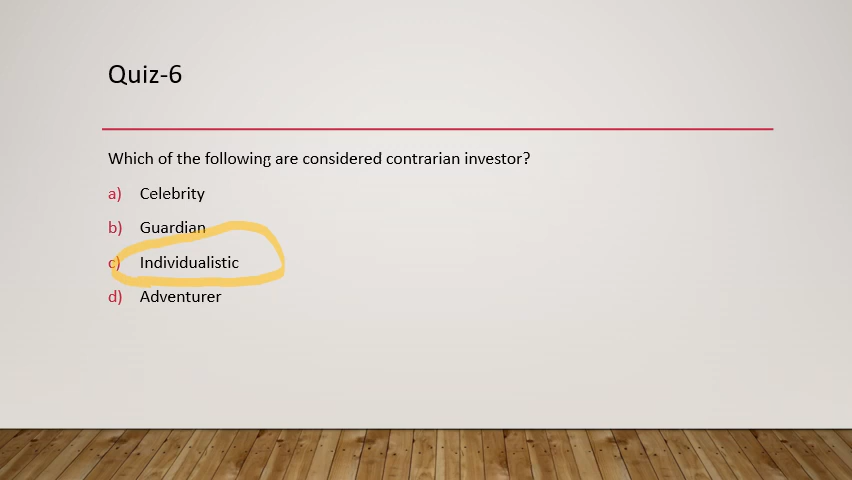 Quiz-6
Which of the following are considered contrarian investor?
a) Celebrity
b) Guardian
c) Individualistic
d) Adventurer